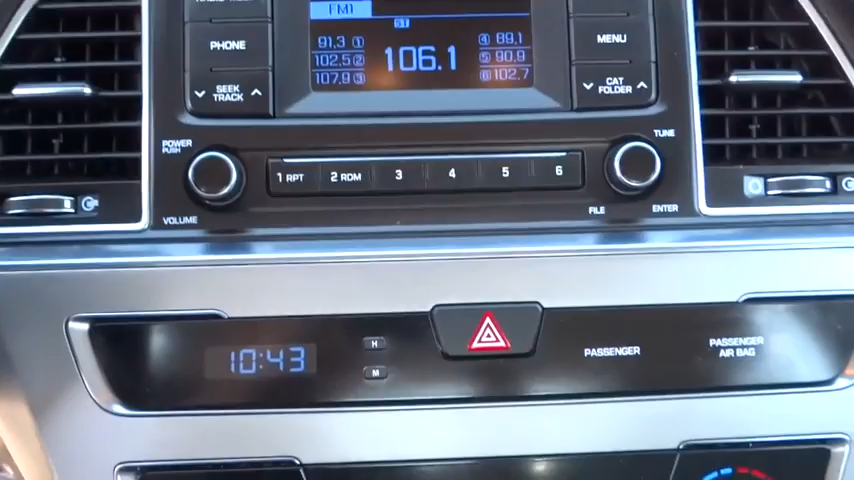 FM1
ST
91.3 1
102.5 2
107.9 3
106.1
4 89.1
5 90.9
6 102.7
PHONE
MENU
SEEK
TRACK
CAT
FOLDER
POWER
PUSH
TUNE
1 RPT
2 RDM
3
4
5
6
VOLUME
FILE
ENTER
10:43
H
M
PASSENGER
PASSENGER
AIR BAG